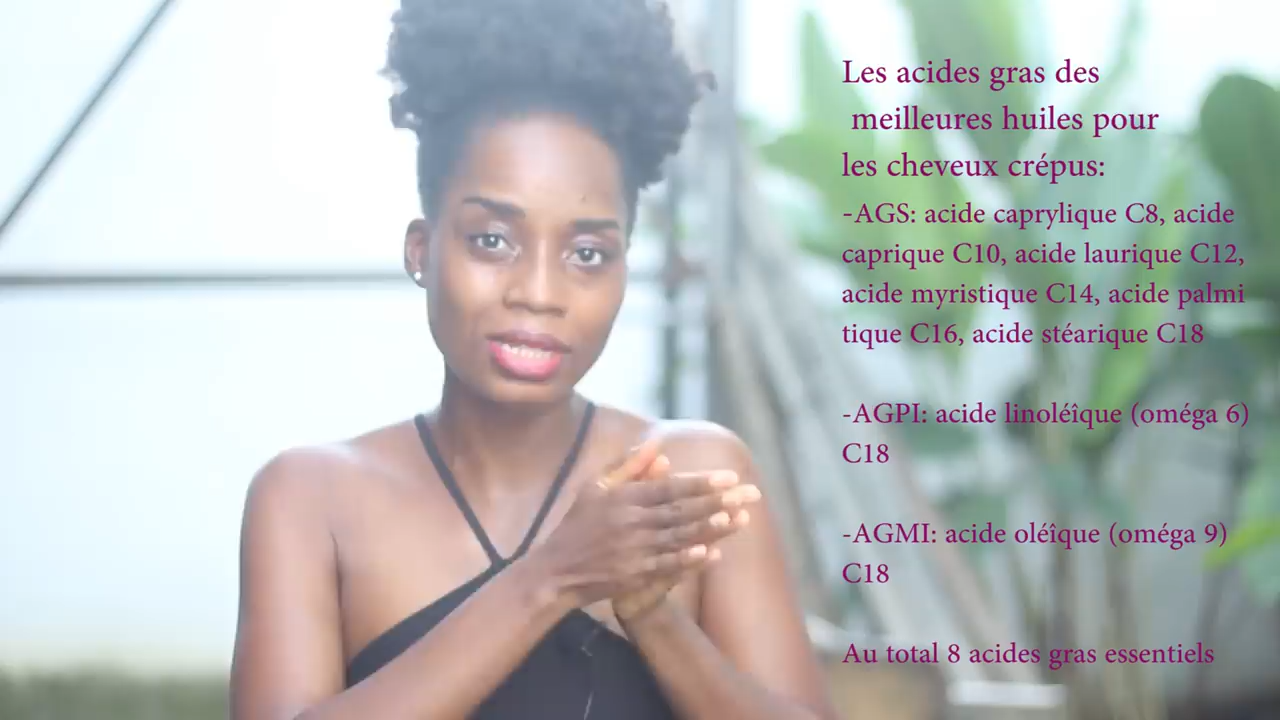 Les acides gras des
meilleures huiles pour
les cheveux crépus:
-AGS: acide caprylique C8, acide
caprique C10, acide laurique C12,
acide myristique C14, acide palmi
tique C16, acide stéarique C18
-AGPI: acide linoléîque (oméga 6)
C18
-AGMI: acide oléîque (oméga 9)
C18
Au total 8 acides gras essentiels